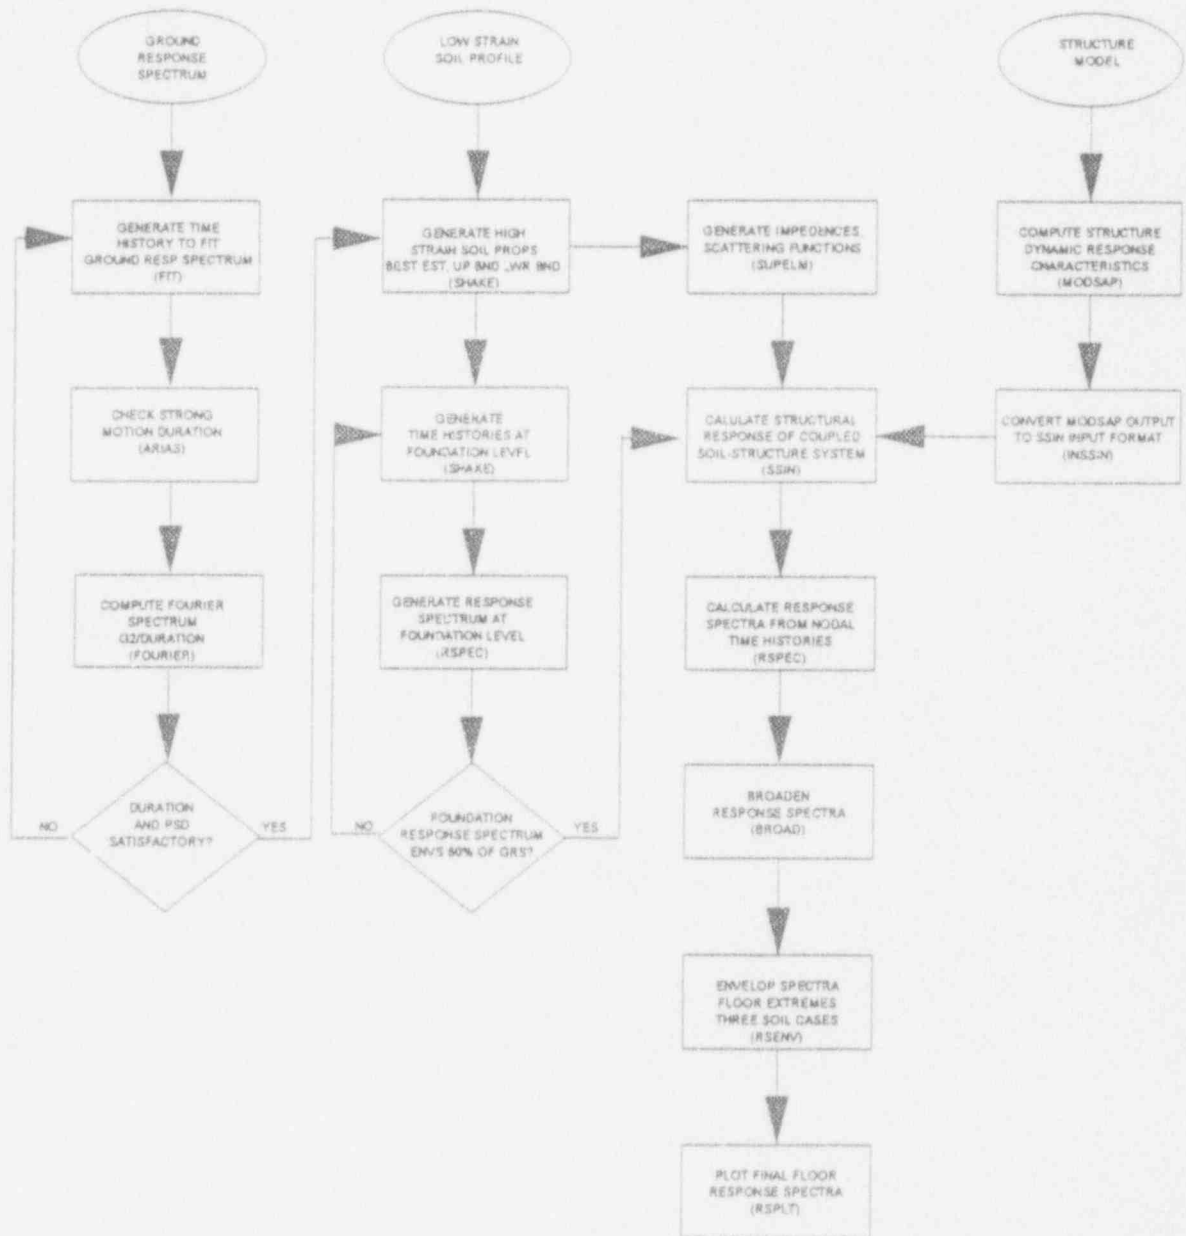 GROUND
RESPONSE
SPECTRUM
LOW STRAIN
SOIL PROFILE
STRUCTURE
MODEL
GENERATE TIME
HISTORY TO FIT
GROUND RESP SPECTRUM
(FIT)
GENERATE HIGH
STRAIN SOIL PROPS
BEST EST, UP BND LWR BND
(SHAKE)
GENERATE IMPEDENCES,
SCATTERING FUNCTIONS
(SUPELM)
COMPUTE STRUCTURE
DYNAMIC RESPONSE
CHARACTERISTICS
(MODSAP)
CHECK STRONG
MOTION DURATION
(ARIAS)
GENERATE
TIME HISTORIES AT
FOUNDATION LEVEL
(SHAKE)
CALULATE STRUCTURAL
RESPONSE OF COUPLED
SOIL-STRUCTURE SYSTEM
(SSIN)
CONVERT MODSAP OUTPUT
TO SSIN INPUT FORMAT
(INSSIN)
COMPUTE FOURIER
SPECTRUM
G2/DURATION
(FOURIER)
GENERATE RESPONSE
SPECTRUM AT
FOUNDATION LEVEL
(RSPEC)
CALCULATE RESPONSE
SPECTRA FROM NODAL
TIME HISTORIES
(RSPEC)
NO
DURATION
AND PSD
SATISFACTORY?
YES
NO
FOUNDATION
RESPONSE SPECTRUM
ENVS 60% OF GRS?
YES
BROADEN
RESPONSE SPECTRA
(BROAD)
ENVELOP SPECTRA
FLOOR EXTREMES
THREE SOIL CASES
(RSENV)
PLOT FINAL FLOOR
RESPONSE SPECTRA
(RSPLT)